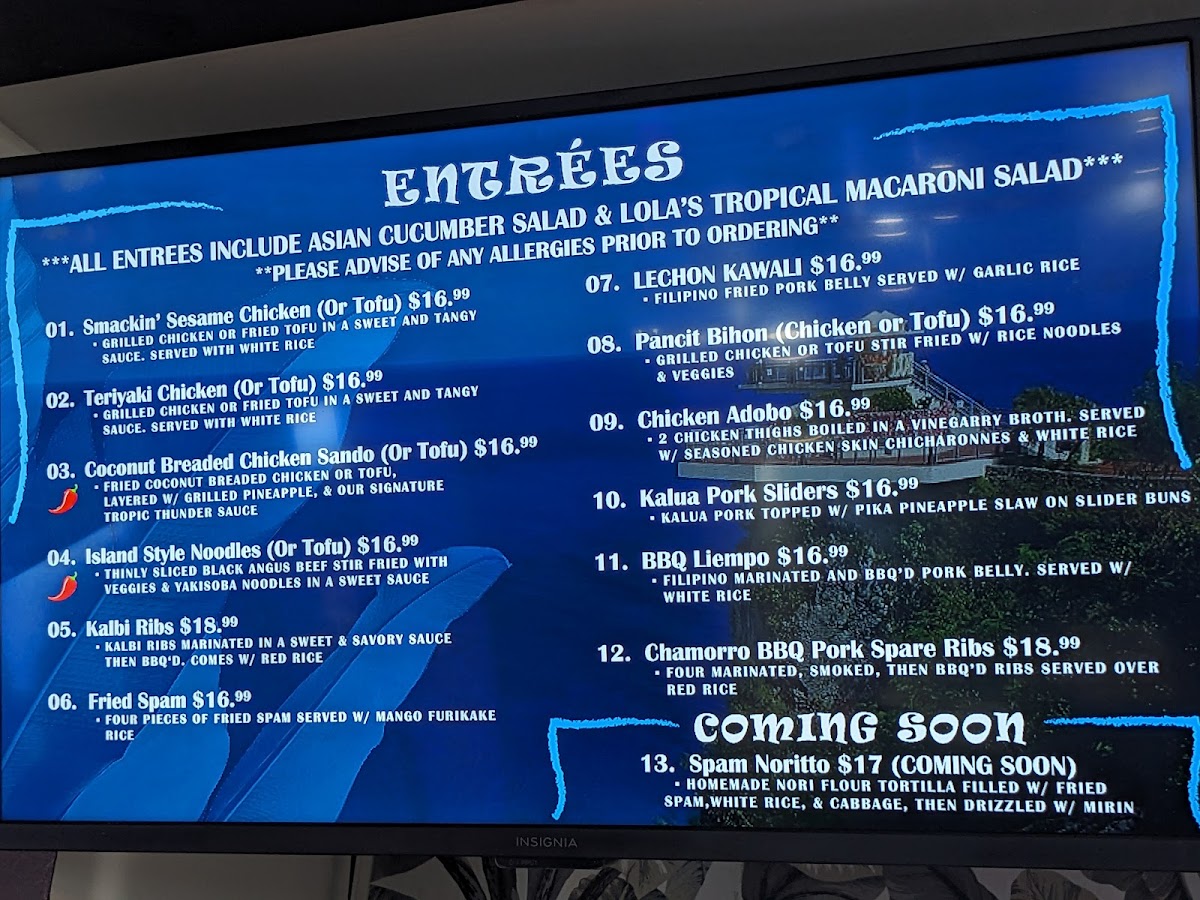 ENTRÉES
***ALL ENTREES INCLUDE ASIAN CUCUMBER SALAD & LOLA'S TROPICAL MACARONI SALAD***
**PLEASE ADVISE OF ANY ALLERGIES PRIOR TO ORDERING**
01. Smackin' Sesame Chicken (Or Tofu) $16.99
• GRILLED CHICKEN OR FRIED TOFU IN A SWEET AND TANGY
SAUCE. SERVED WITH WHITE RICE
02. Teriyaki Chicken (Or Tofu) $16.99
• GRILLED CHICKEN OR FRIED TOFU IN A SWEET AND TANGY
SAUCE. SERVED WITH WHITE RICE
03. Coconut Breaded Chicken Sando (Or Tofu) $16.99
• FRIED COCONUT BREADED CHICKEN OR TOFU,
LAYERED W/ GRILLED PINEAPPLE, & OUR SIGNATURE
TROPIC THUNDER SAUCE
04. Island Style Noodles (Or Tofu) $16.99
• THINLY SLICED BLACK ANGUS BEEF STIR FRIED WITH
VEGGIES & YAKISOBA NOODLES IN A SWEET SAUCE
05. Kalbi Ribs $18.99
• KALBI RIBS MARINATED IN A SWEET & SAVORY SAUCE
THEN BBQ'D. COMES W/ RED RICE
06. Fried Spam $16.99
• FOUR PIECES OF FRIED SPAM SERVED W/ MANGO FURIKAKE
RICE
07. LECHON KAWALI $16.99
• FILIPINO FRIED PORK BELLY SERVED W/ GARLIC RICE
08. Pancit Bihon (Chicken or Tofu) $16.99
• GRILLED CHICKEN OR TOFU STIR FRIED W/ RICE NOODLES
& VEGGIES
09. Chicken Adobo $16.99
• 2 CHICKEN THIGHS BOILED IN A VINEGARRY BROTH. SERVED
W/ SEASONED CHICKEN SKIN CHICHARONNES & WHITE RICE
10. Kalua Pork Sliders $16.99
• KALUA PORK TOPPED W/ PIKA PINEAPPLE SLAW ON SLIDER BUNS
11. BBQ Liempo $16.99
• FILIPINO MARINATED AND BBQ'D PORK BELLY. SERVED W/
WHITE RICE
12. Chamorro BBQ Pork Spare Ribs $18.99
• FOUR MARINATED, SMOKED, THEN BBQ'D RIBS SERVED OVER
RED RICE
COMING SOON
13. Spam Noritto $17 (COMING SOON)
• HOMEMADE NORI FLOUR TORTILLA FILLED W/ FRIED
SPAM,WHITE RICE, & CABBAGE, THEN DRIZZLED W/ MIRIN
INSIGNIA